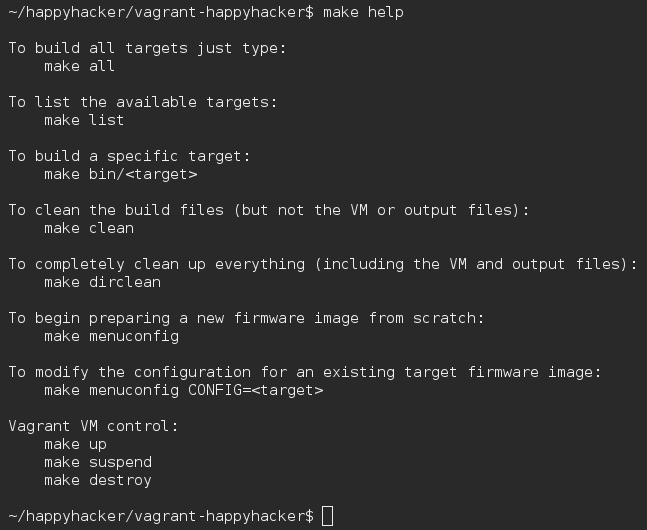 ~/happyhacker/vagrant-happyhacker$ make help
To build all targets just type:
make all
To list the available targets:
make list
To build a specific target:
make bin/<target>
To clean the build files (but not the VM or output files):
make clean
To completely clean up everything (including the VM and output files):
make dirclean
To begin preparing a new firmware image from scratch:
make menuconfig
To modify the configuration for an existing target firmware image:
make menuconfig CONFIG=<target>
Vagrant VM control:
make up
make suspend
make destroy
~/happyhacker/vagrant-happyhacker$